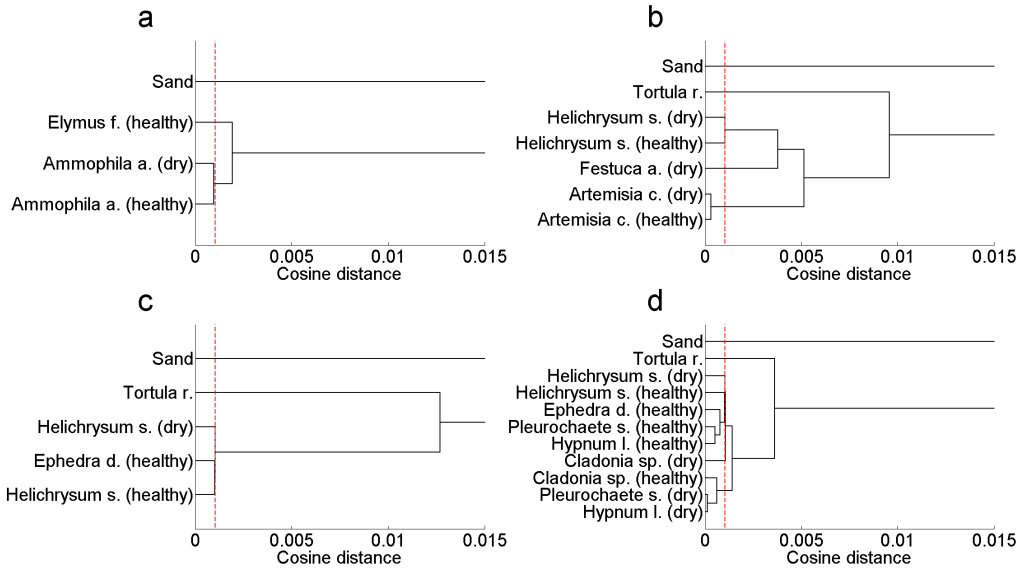 a
Sand
Elymus f. (healthy)
Ammophila a. (dry)
Ammophila a. (healthy)
0 0.005 0.01 0.015
Cosine distance
b
Sand
Tortula r.
Helichrysum s. (dry)
Helichrysum s. (healthy)
Festuca a. (dry)
Artemisia c. (dry)
Artemisia c. (healthy)
0 0.005 0.01 0.015
Cosine distance
c
Sand
Tortula r.
Helichrysum s. (dry)
Ephedra d. (healthy)
Helichrysum s. (healthy)
0 0.005 0.01 0.015
Cosine distance
d
Sand
Tortula r.
Helichrysum s. (dry)
Helichrysum s. (healthy)
Ephedra d. (healthy)
Pleurochaete s. (healthy)
Hypnum l. (healthy)
Cladonia sp. (dry)
Cladonia sp. (healthy)
Pleurochaete s. (dry)
Hypnum l. (dry)
0 0.005 0.01 0.015
Cosine distance